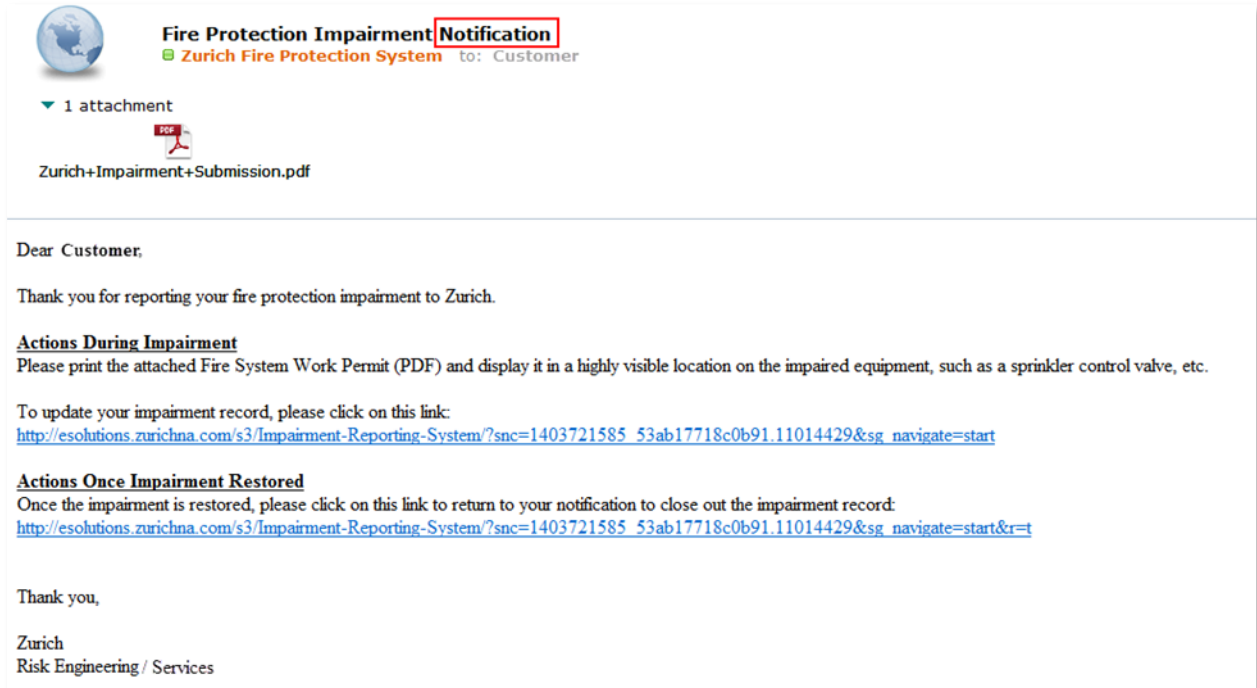 Fire Protection Impairment Notification
Zurich Fire Protection System to: Customer
1 attachment
PDF
Zurich+Impairment+Submission.pdf
Dear Customer,
Thank you for reporting your fire protection impairment to Zurich.
Actions During Impairment
Please print the attached Fire System Work Permit (PDF) and display it in a highly visible location on the impaired equipment, such as a sprinkler control valve, etc.
To update your impairment record, please click on this link:
http://esolutions.zurichna.com/s3/Impairment-Reporting-System/?snc=1403721585_53ab17718c0b91.11014429&sg_navigate=start
Actions Once Impairment Restored
Once the impairment is restored, please click on this link to return to your notification to close out the impairment record:
http://esolutions.zurichna.com/s3/Impairment-Reporting-System/?snc=1403721585_53ab17718c0b91.11014429&sg_navigate=start&r=t
Thank you,
Zurich
Risk Engineering / Services